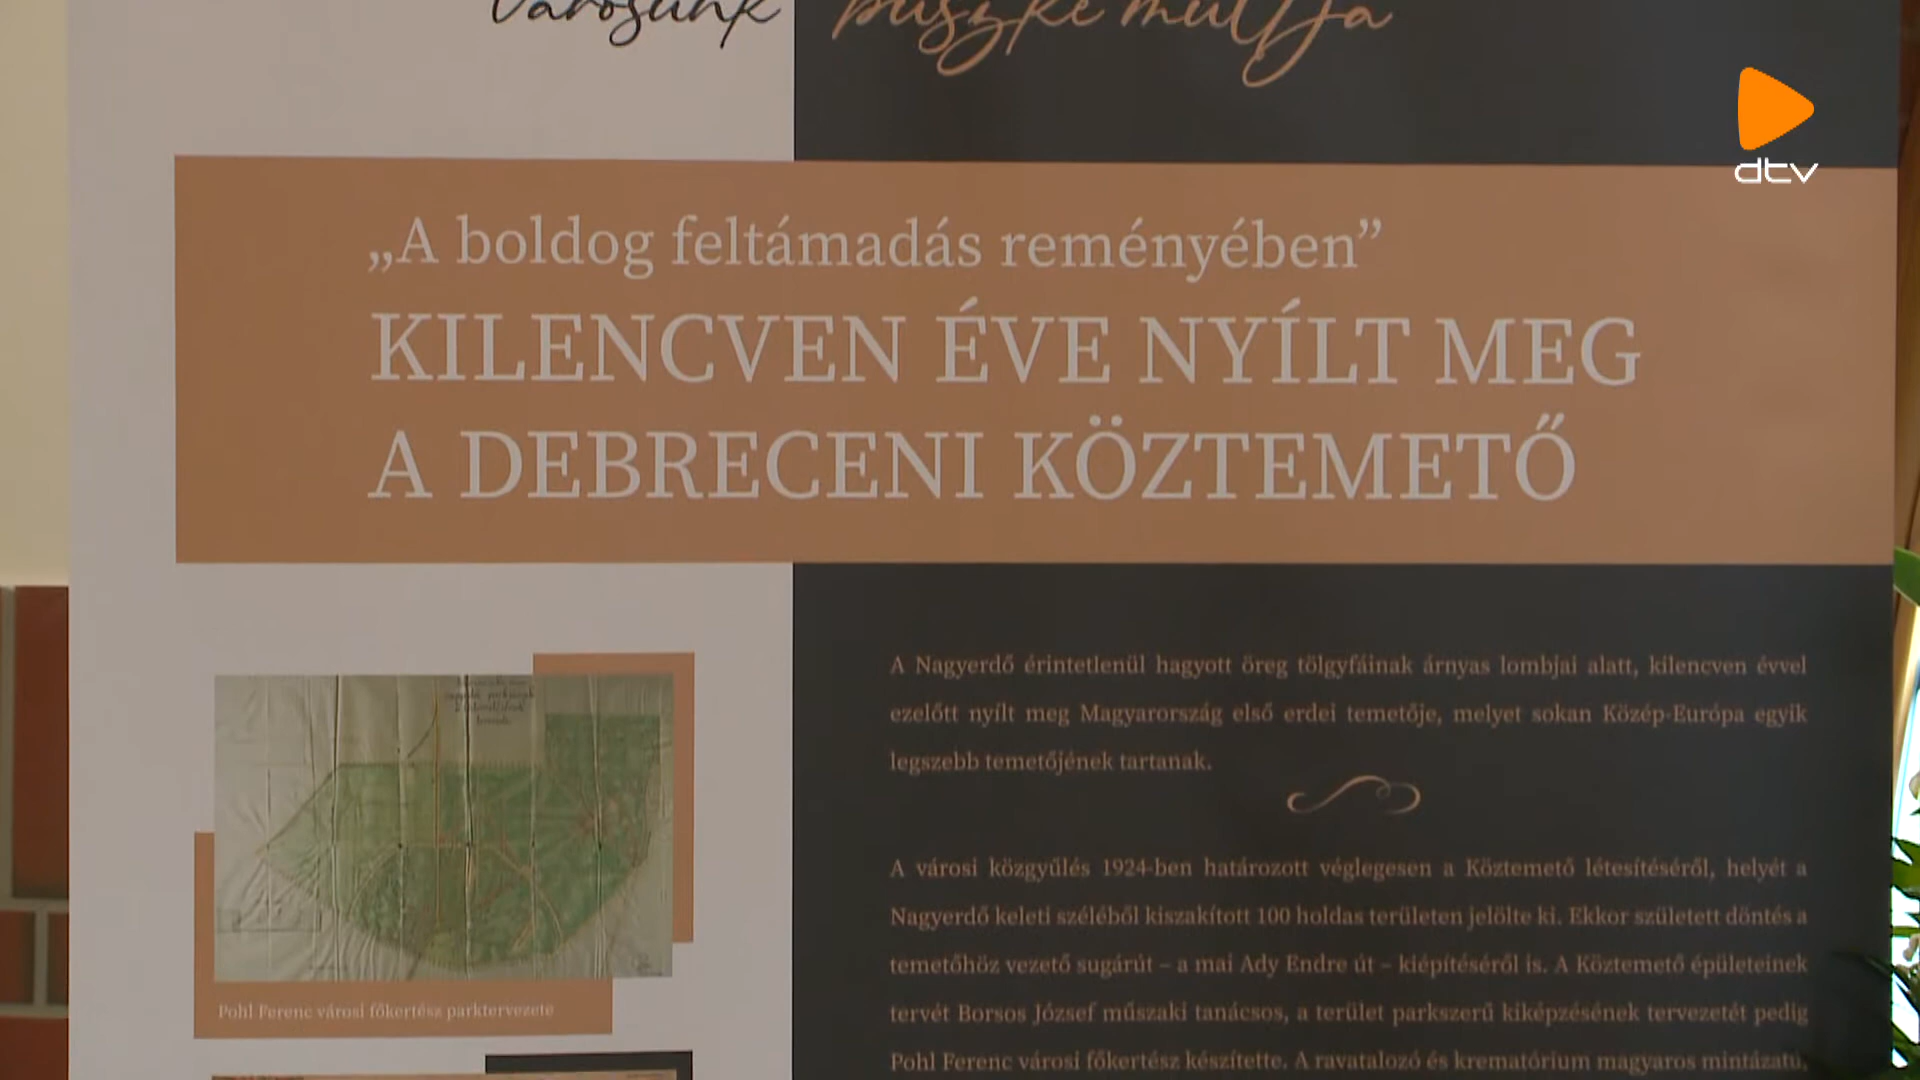 Városunk büszke múltja
dtv
„A boldog feltámadás reményében”
KILENCVEN ÉVE NYÍLT MEG
A DEBRECENI KÖZTEMETŐ
A Nagyerdő érintetlenül hagyott öreg tölgyfáinak árnyas lombjai alatt, kilencven évvel
ezelőtt nyílt meg Magyarország első erdei temetője, melyet sokan Közép-Európa egyik
legszebb temetőjének tartanak.
A városi közgyűlés 1924-ben határozott véglegesen a Köztemető létesítéséről, helyét a
Nagyerdő keleti széléből kiszakított 100 holdas területen jelölte ki. Ekkor született döntés a
temetőhöz vezető sugárút – a mai Ady Endre út – kiépítéséről is. A Köztemető épületeinek
tervét Borsos József műszaki tanácsos, a terület parkszerű kiképzésének tervezetét pedig
Pohl Ferenc városi főkertész készítette. A ravatalozó és krematórium magyaros mintázatú,
Pohl Ferenc városi főkertész parktervezete